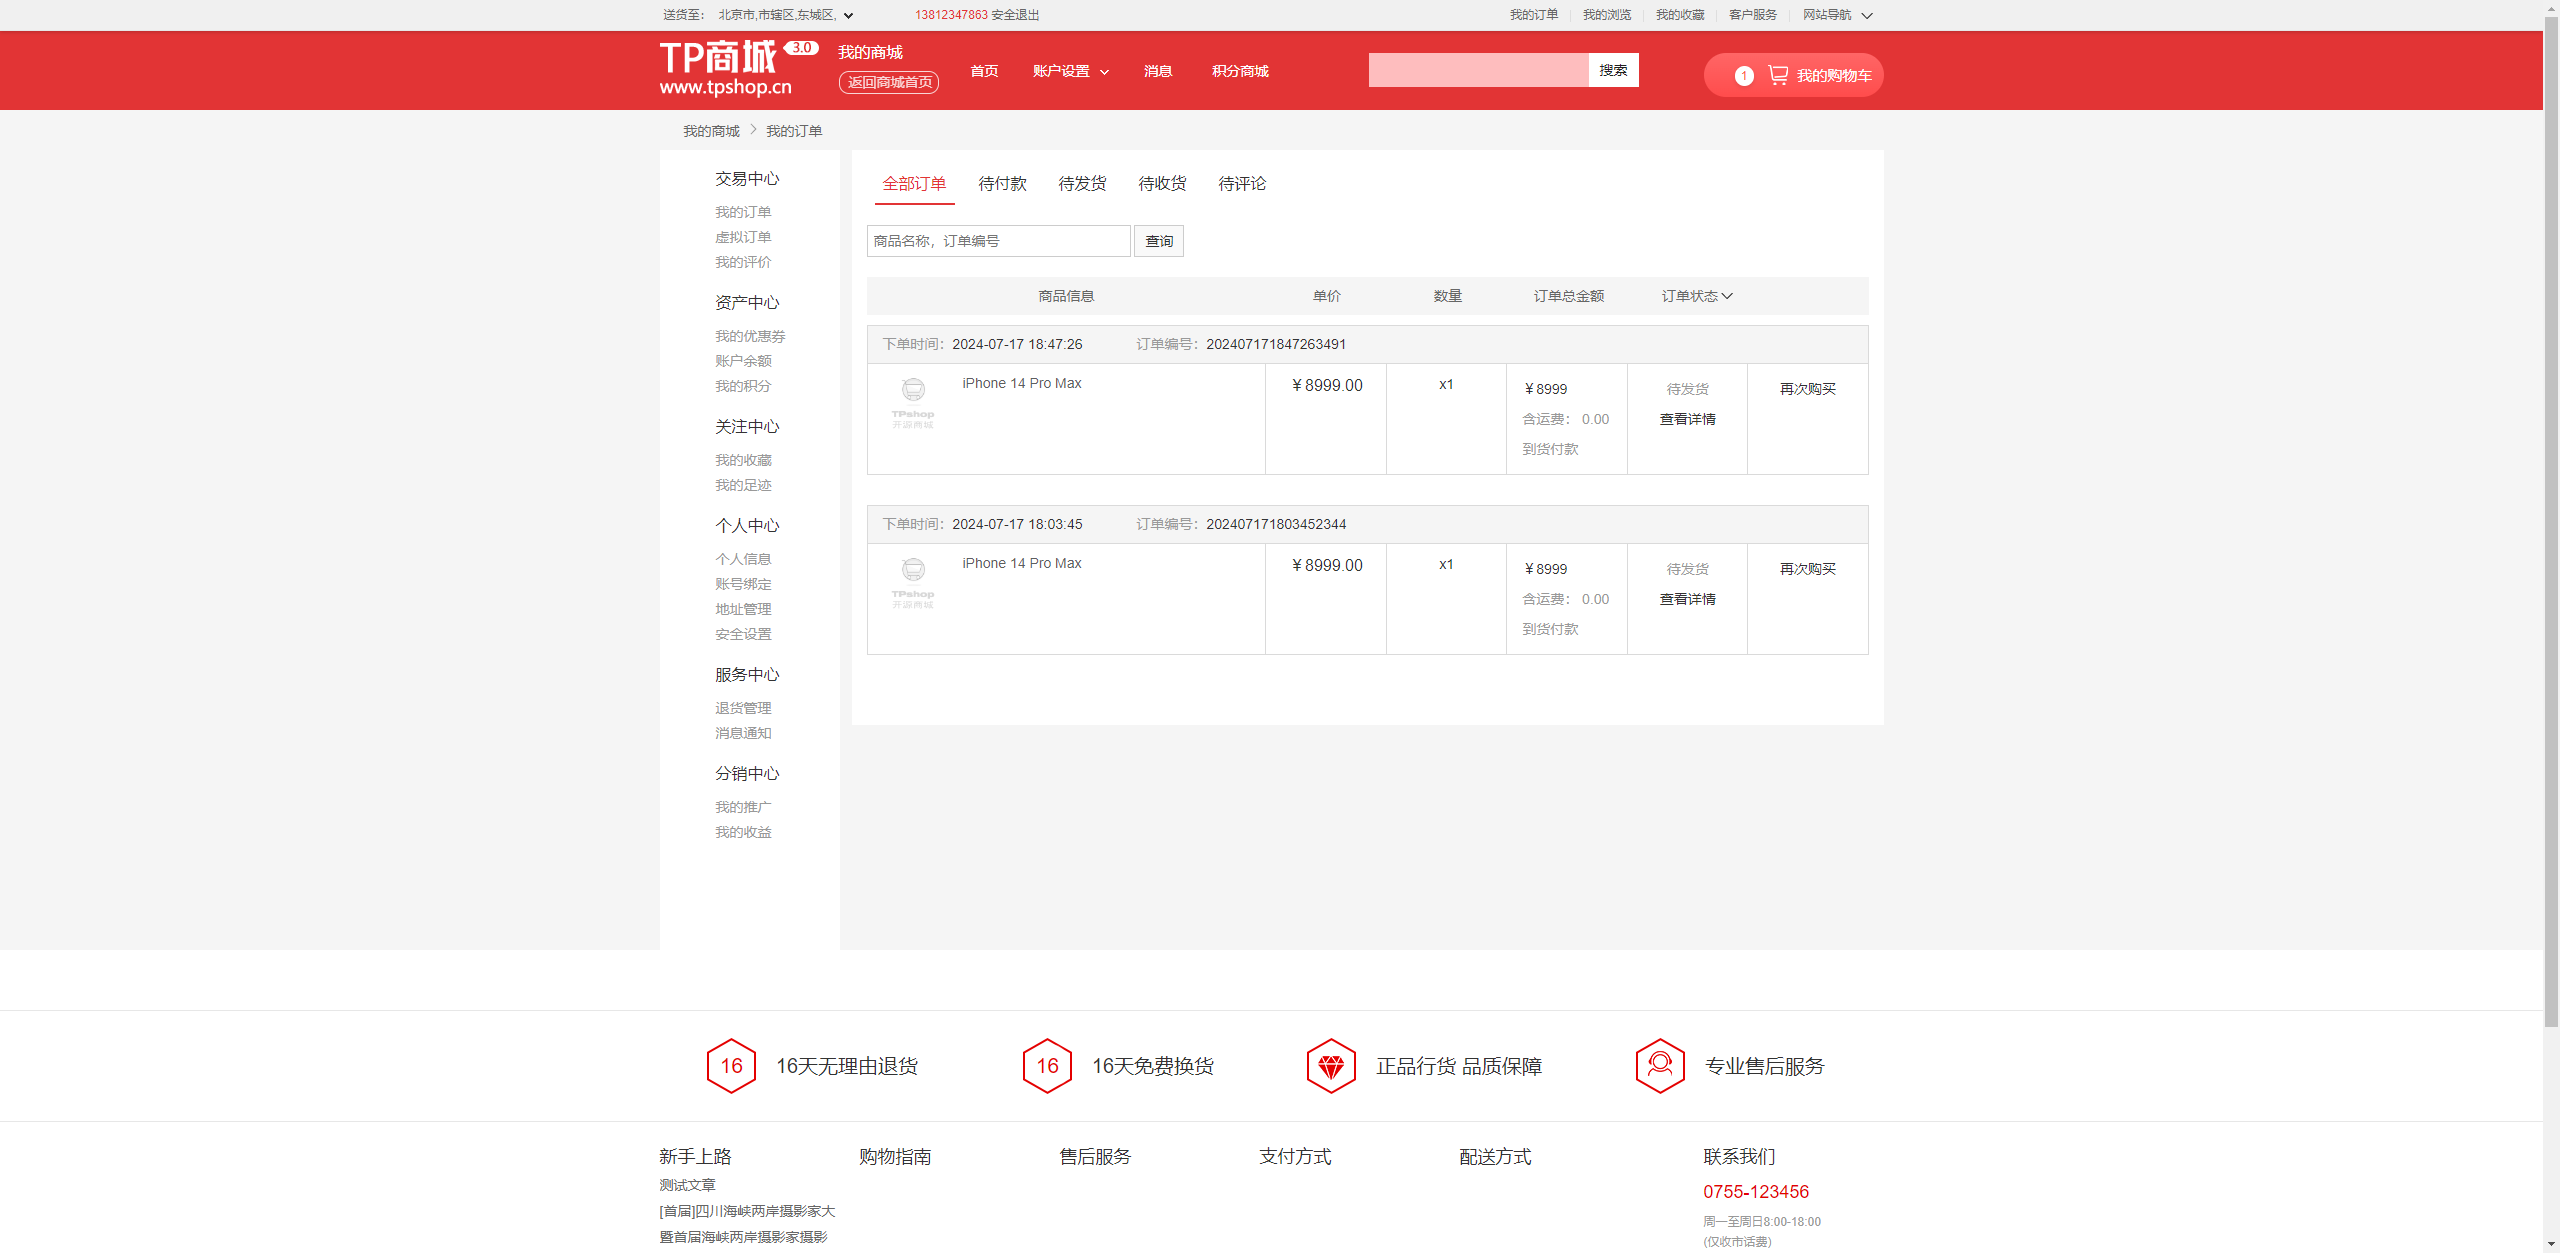 送货至： 北京市,市辖区,东城区,
13812347863 安全退出
我的订单 我的浏览 我的收藏 客户服务 网站导航
TP商城 3.0
www.tpshop.cn
我的商城
返回商城首页
首页 账户设置 消息 积分商城
搜索
1 我的购物车
我的商城 我的订单
交易中心
我的订单
虚拟订单
我的评价
资产中心
我的优惠券
账户余额
我的积分
关注中心
我的收藏
我的足迹
个人中心
个人信息
账号绑定
地址管理
安全设置
服务中心
退货管理
消息通知
分销中心
我的推广
我的收益
全部订单 待付款 待发货 待收货 待评论
商品名称，订单编号 查询
商品信息 单价 数量 订单总金额 订单状态
下单时间：2024-07-17 18:47:26 订单编号：202407171847263491
TPshop
开源商城
iPhone 14 Pro Max ￥8999.00 x1 ￥8999 待发货 再次购买
含运费： 0.00 查看详情
到货付款
下单时间：2024-07-17 18:03:45 订单编号：202407171803452344
TPshop
开源商城
iPhone 14 Pro Max ￥8999.00 x1 ￥8999 待发货 再次购买
含运费： 0.00 查看详情
到货付款
16 16天无理由退货
16 16天免费换货
正品行货 品质保障
专业售后服务
新手上路
测试文章
[首届]四川海峡两岸摄影家大
暨首届海峡两岸摄影家摄影
购物指南
售后服务
支付方式
配送方式
联系我们
0755-123456
周一至周日8:00-18:00
(仅收市话费)